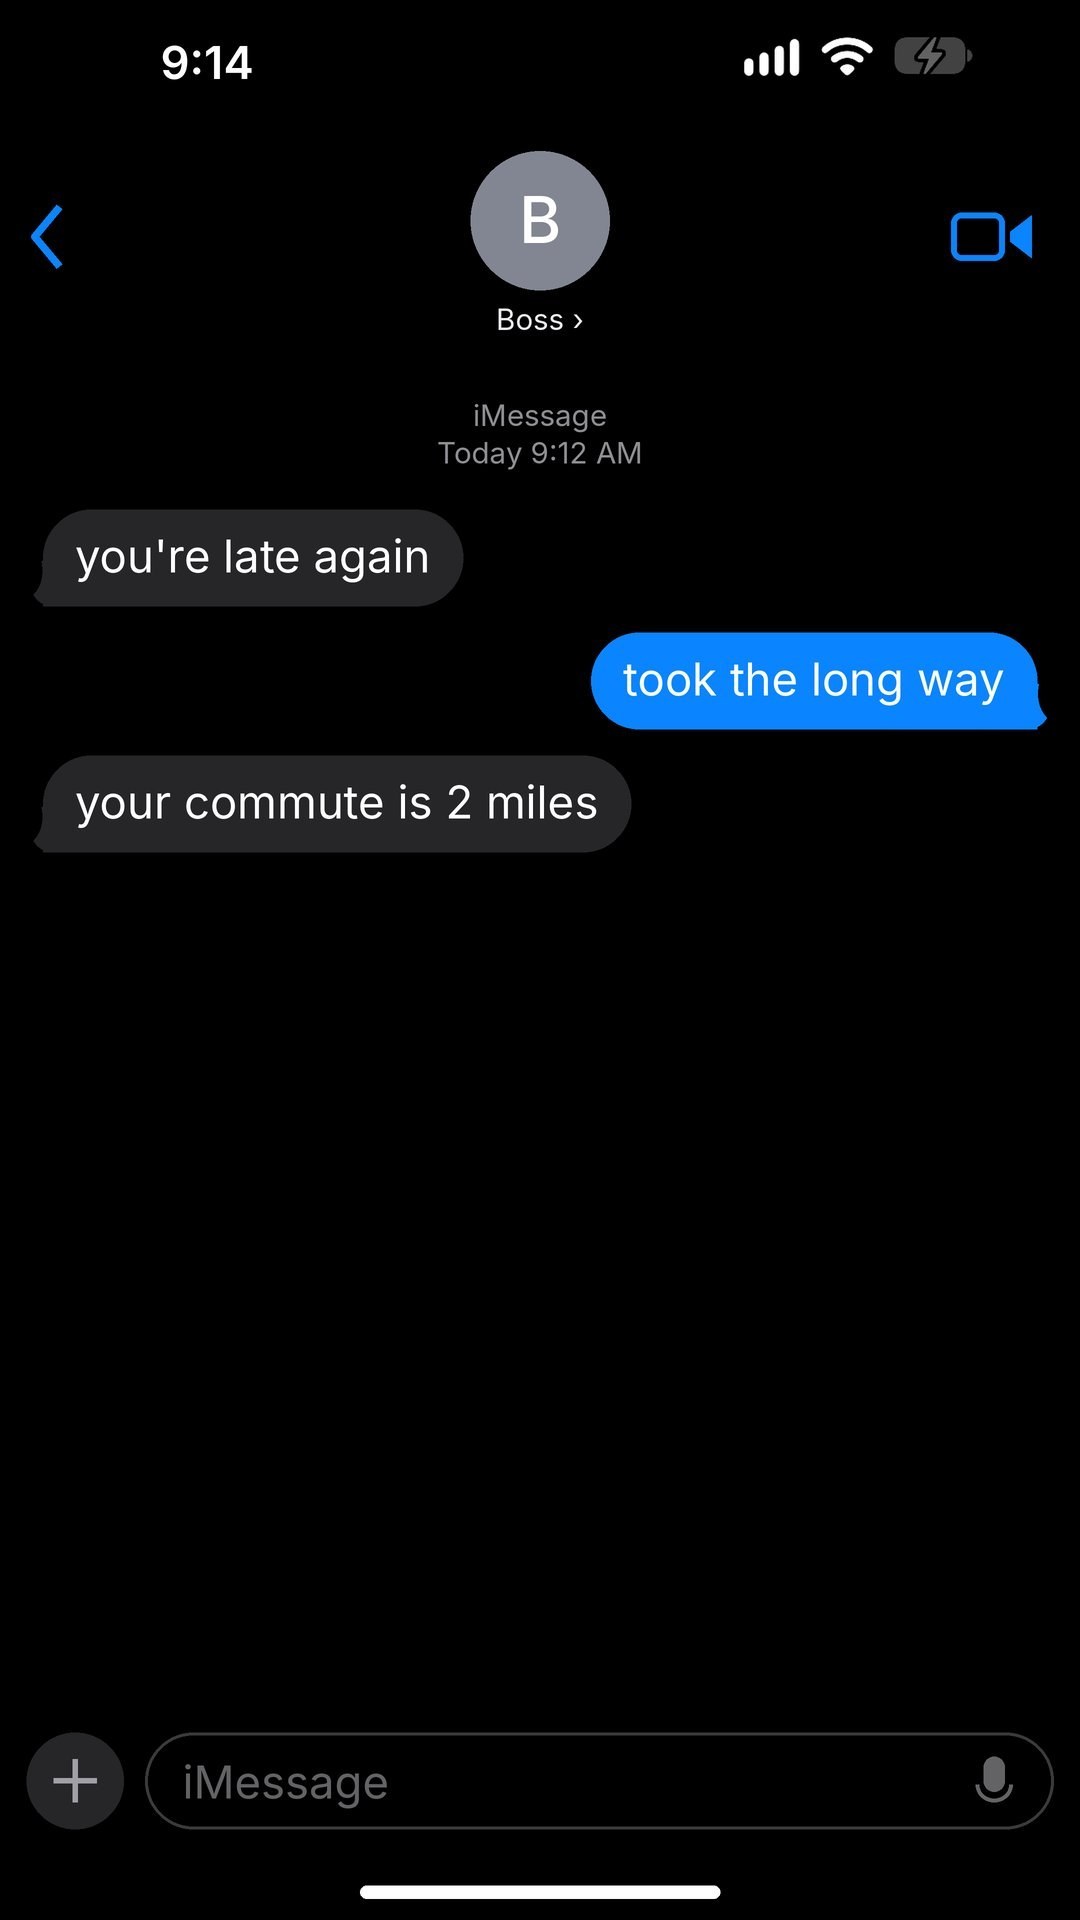 9:14
B
Boss ›
iMessage
Today 9:12 AM
you're late again
took the long way
your commute is 2 miles
iMessage